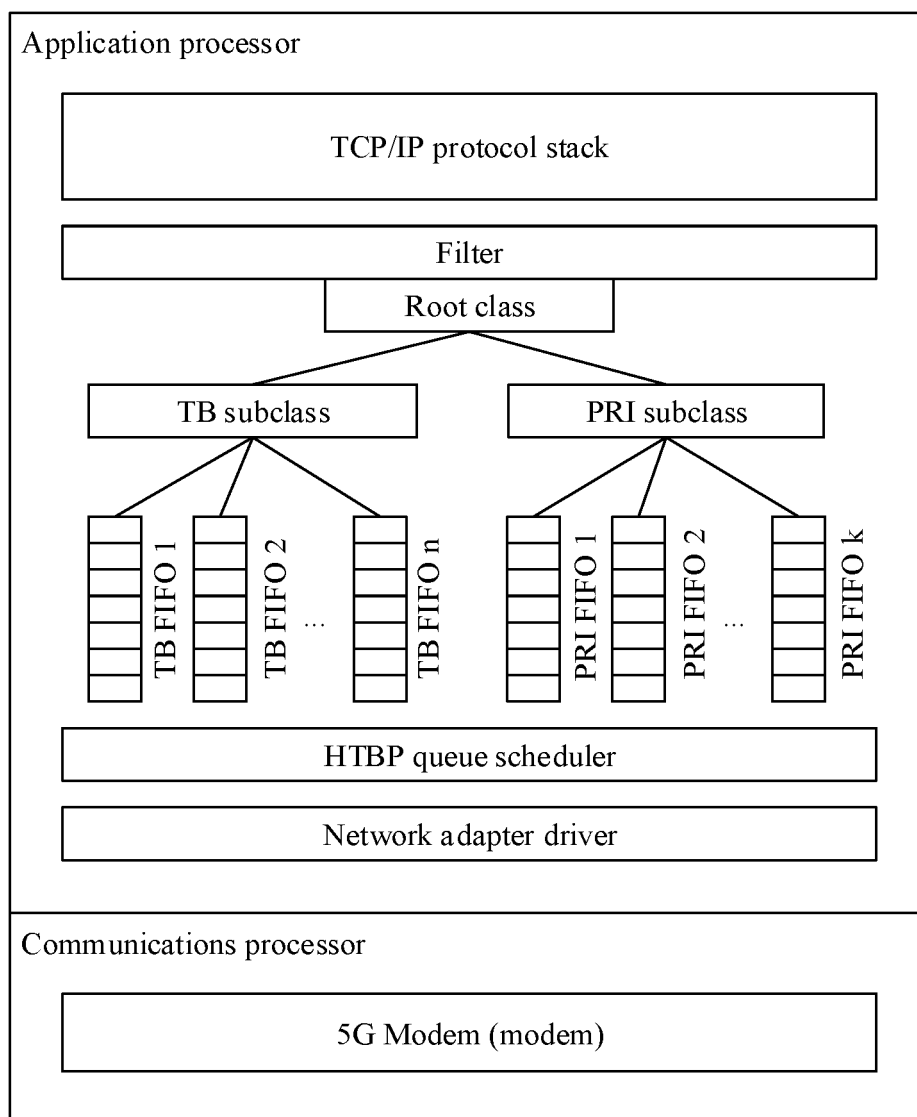 Application processor
TCP/IP protocol stack
Filter
Root class
TB subclass
PRI subclass
TB FIFO 1
TB FIFO 2
...
TB FIFO n
PRI FIFO 1
PRI FIFO 2
...
PRI FIFO k
HTBP queue scheduler
Network adapter driver
Communications processor
5G Modem (modem)